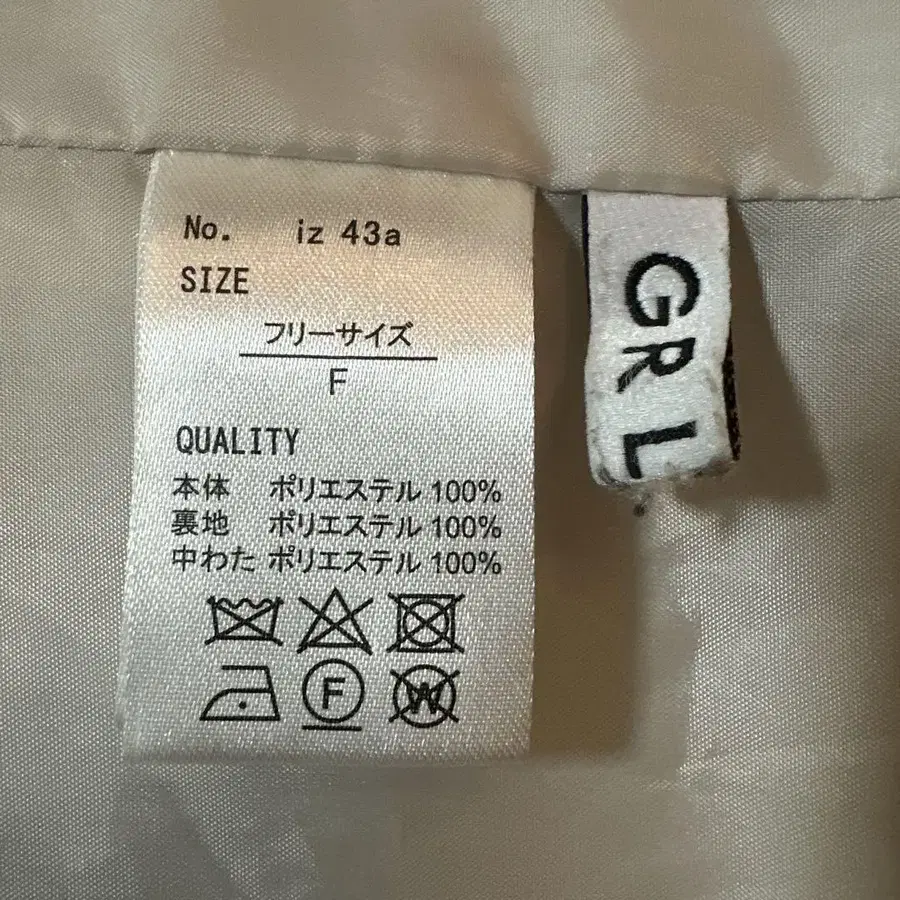 No. iz 43a
SIZE
フリーサイズ
F
QUALITY
本体 ポリエステル 100%
裏地 ポリエステル 100%
中わた ポリエステル 100%
F
W
GRL